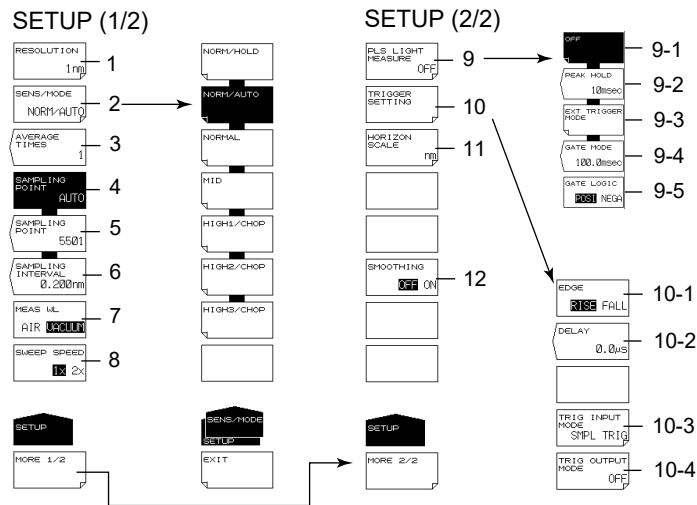 SETUP (1/2)
RESOLUTION
1nm
1
SENS/MODE
NORM/AUTO
2
AVERAGE
TIMES
1
3
SAMPLING
POINT
AUTO
4
SAMPLING
POINT
5501
5
SAMPLING
INTERVAL
0.200nm
6
MEAS WL
AIR VACUUM
7
SWEEP SPEED
1x 2x
8
SETUP
MORE 1/2
NORM/HOLD
NORM/AUTO
NORMAL
MID
HIGH1/CHOP
HIGH2/CHOP
HIGH3/CHOP
SENS/MODE
SETUP
EXIT
SETUP (2/2)
PLS LIGHT
MEASURE
OFF
9
TRIGGER
SETTING
10
HORIZON
SCALE
nm
11
SMOOTHING
OFF ON
12
SETUP
MORE 2/2
OFF
9-1
PEAK HOLD
10msec
9-2
EXT TRIGGER
MODE
9-3
GATE MODE
100.0msec
9-4
GATE LOGIC
POSI NEGA
9-5
EDGE
RISE FALL
10-1
DELAY
0.0µs
10-2
TRIG INPUT
MODE
SMPL TRIG
10-3
TRIG OUTPUT
MODE
OFF
10-4